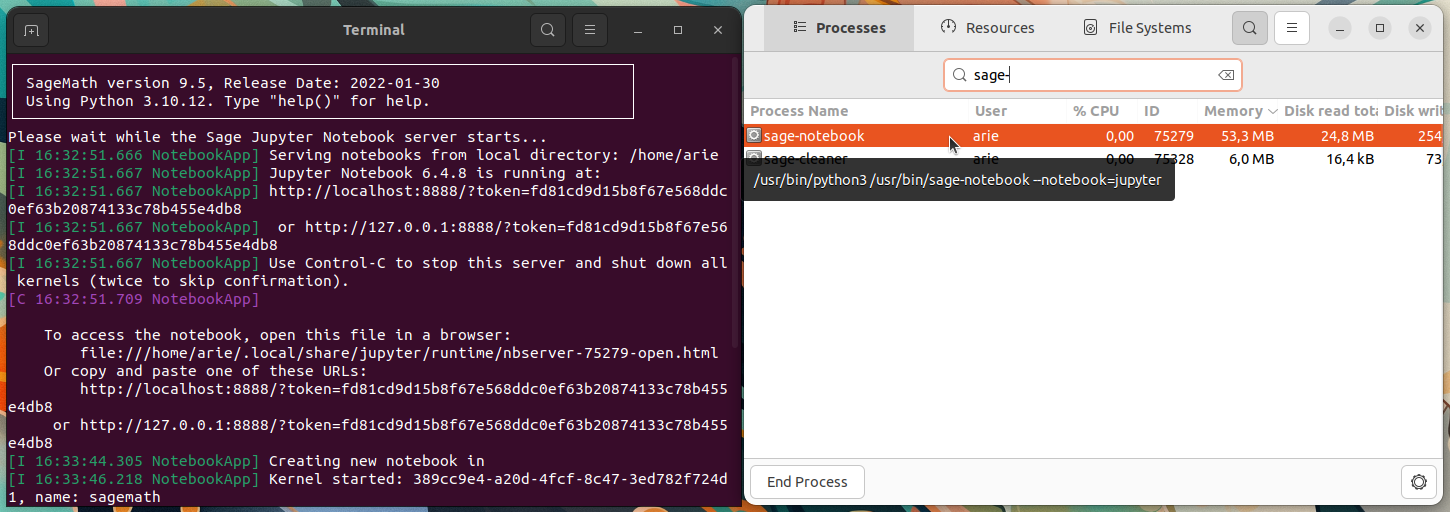 Terminal
SageMath version 9.5, Release Date: 2022-01-30
Using Python 3.10.12. Type "help()" for help.
Please wait while the Sage Jupyter Notebook server starts...
[I 16:32:51.666 NotebookApp] Serving notebooks from local directory: /home/arie
[I 16:32:51.667 NotebookApp] Jupyter Notebook 6.4.8 is running at:
[I 16:32:51.667 NotebookApp] http://localhost:8888/?token=fd81cd9d15b8f67e568ddc
0ef63b20874133c78b455e4db8
[I 16:32:51.667 NotebookApp]  or http://127.0.0.1:8888/?token=fd81cd9d15b8f67e56
8ddc0ef63b20874133c78b455e4db8
[I 16:32:51.667 NotebookApp] Use Control-C to stop this server and shut down all
 kernels (twice to skip confirmation).
[C 16:32:51.709 NotebookApp]
To access the notebook, open this file in a browser:
file:///home/arie/.local/share/jupyter/runtime/nbserver-75279-open.html
Or copy and paste one of these URLs:
http://localhost:8888/?token=fd81cd9d15b8f67e568ddc0ef63b20874133c78b455
e4db8
or http://127.0.0.1:8888/?token=fd81cd9d15b8f67e568ddc0ef63b20874133c78b455
e4db8
[I 16:33:44.305 NotebookApp] Creating new notebook in
[I 16:33:46.218 NotebookApp] Kernel started: 389cc9e4-a20d-4fcf-8c47-3ed782f724d
1, name: sagemath
Processes Resources File Systems
sage-
Process Name User % CPU ID Memory Disk read tota Disk writ
sage-notebook arie 0,00 75279 53,3 MB 24,8 MB 254
sage-cleaner arie 0,00 75328 6,0 MB 16,4 kB 73
/usr/bin/python3 /usr/bin/sage-notebook --notebook=jupyter
End Process